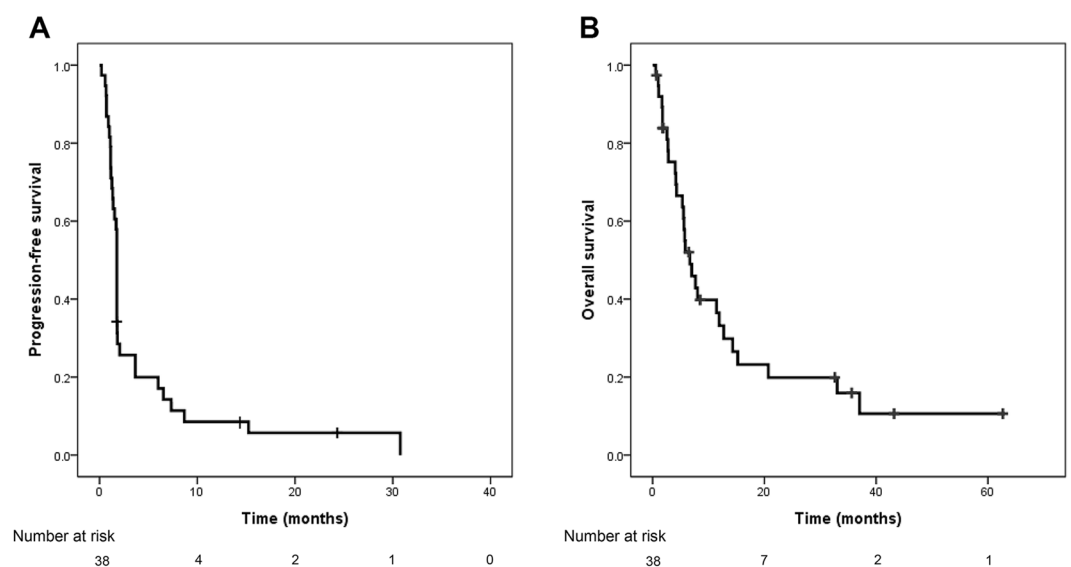 A
B
Progression-free survival
1.0
0.8
0.6
0.4
0.2
0.0
0 10 20 30 40
Time (months)
Number at risk
38 4 2 1 0
Overall survival
1.0
0.8
0.6
0.4
0.2
0.0
0 20 40 60
Time (months)
Number at risk
38 7 2 1